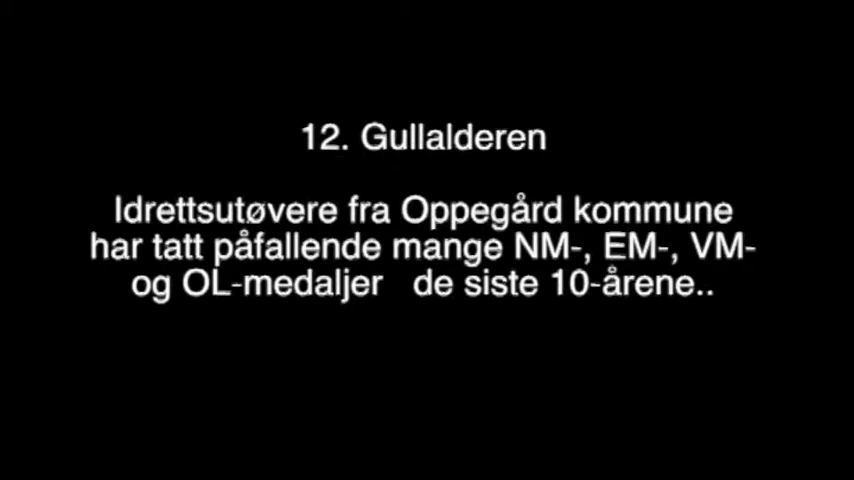 12. Gullalderen
Idrettsutøvere fra Oppegård kommune
har tatt påfallende mange NM-, EM-, VM-
og OL-medaljer   de siste 10-årene..